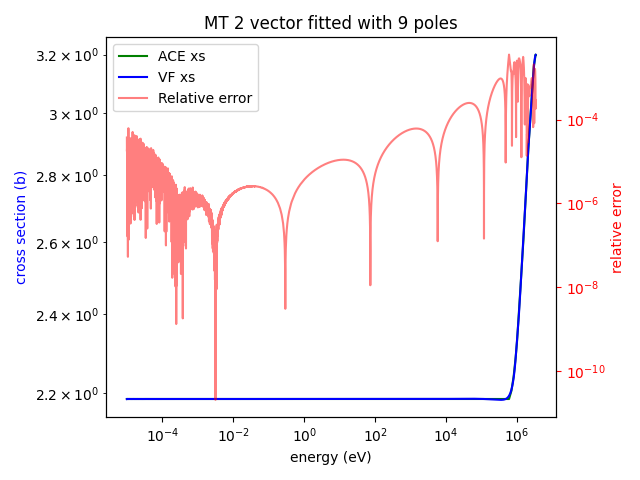 MT 2 vector fitted with 9 poles
ACE xs
VF xs
Relative error
3.2 × 10⁰
3 × 10⁰
2.8 × 10⁰
2.6 × 10⁰
2.4 × 10⁰
2.2 × 10⁰
cross section (b)
10⁻⁴
10⁻⁶
10⁻⁸
10⁻¹⁰
relative error
10⁻⁴ 10⁻² 10⁰ 10² 10⁴ 10⁶
energy (eV)